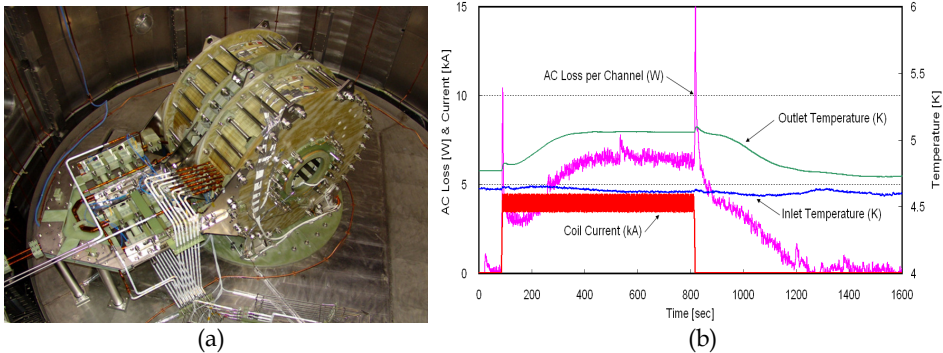 15
10
5
0
AC Loss [W] & Current [kA]
6
5.5
5
4.5
4
Temperature [K]
AC Loss per Channel (W)
Outlet Temperature (K)
Inlet Temperature (K)
Coil Current (kA)
0 200 400 600 800 1000 1200 1400 1600
Time [sec]
(a) (b)